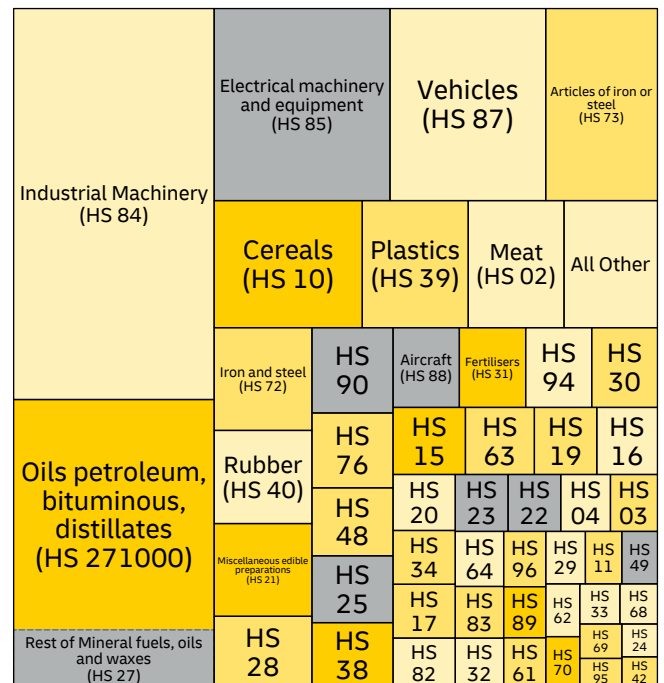 Industrial Machinery
(HS 84)
Electrical machinery
and equipment
(HS 85)
Vehicles
(HS 87)
Articles of iron or
steel
(HS 73)
Cereals
(HS 10)
Plastics
(HS 39)
Meat
(HS 02)
All Other
Oils petroleum,
bituminous,
distillates
(HS 271000)
Rest of Mineral fuels, oils
and waxes
(HS 27)
Iron and steel
(HS 72)
Rubber
(HS 40)
Miscellaneous edible
preparations
(HS 21)
HS
28
HS
90
HS
76
HS
48
HS
25
HS
38
Aircraft
(HS 88)
Fertilisers
(HS 31)
HS
94
HS
30
HS
15
HS
63
HS
19
HS
16
HS
20
HS
23
HS
22
HS
04
HS
03
HS
34
HS
64
HS
96
HS
29
HS
11
HS
49
HS
17
HS
83
HS
89
HS
62
HS
33
HS
68
HS
82
HS
32
HS
61
HS
70
HS
69
HS
24
HS
95
HS
42